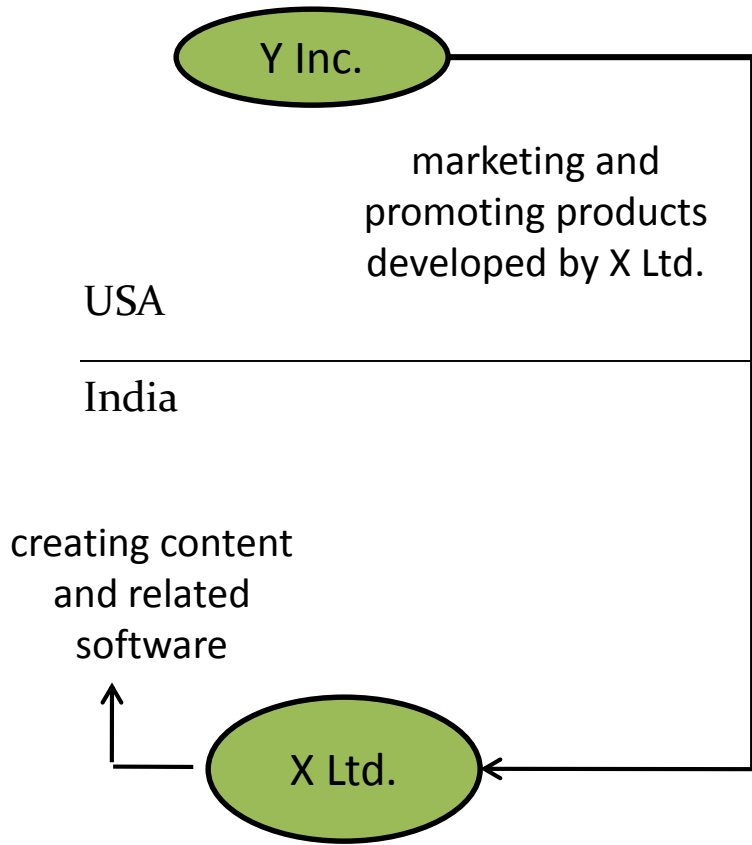 Y Inc.
marketing and
promoting products
developed by X Ltd.
USA
India
creating content
and related
software
X Ltd.